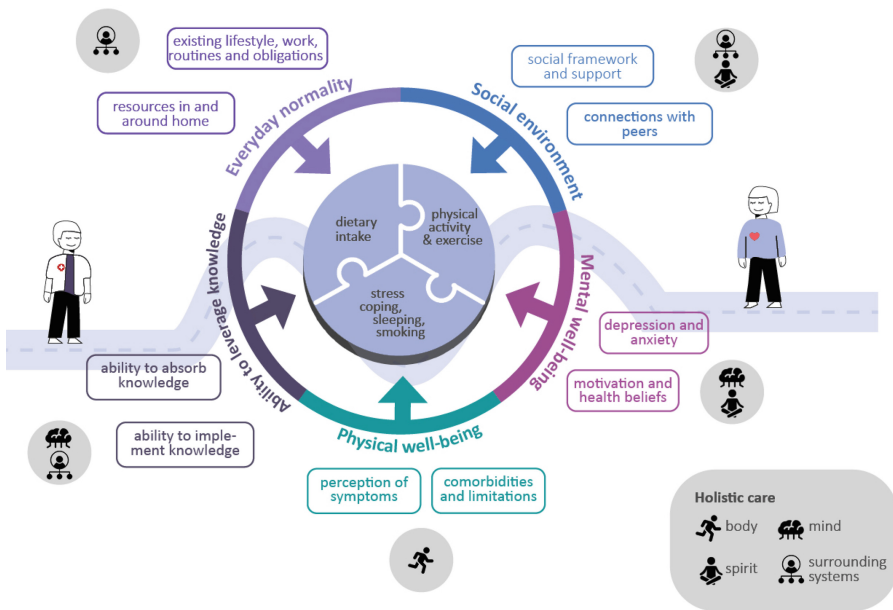 existing lifestyle, work,
routines and obligations
resources in and
around home
Everyday normality
social framework
and support
connections with
peers
Social environment
dietary
intake
physical
activity
& exercise
stress
coping,
sleeping,
smoking
Ability to leverage knowledge
ability to absorb
knowledge
ability to imple-
ment knowledge
Mental well-being
depression and
anxiety
motivation and
health beliefs
Physical well-being
perception of
symptoms
comorbidities
and limitations
Holistic care
body
mind
spirit
surrounding
systems